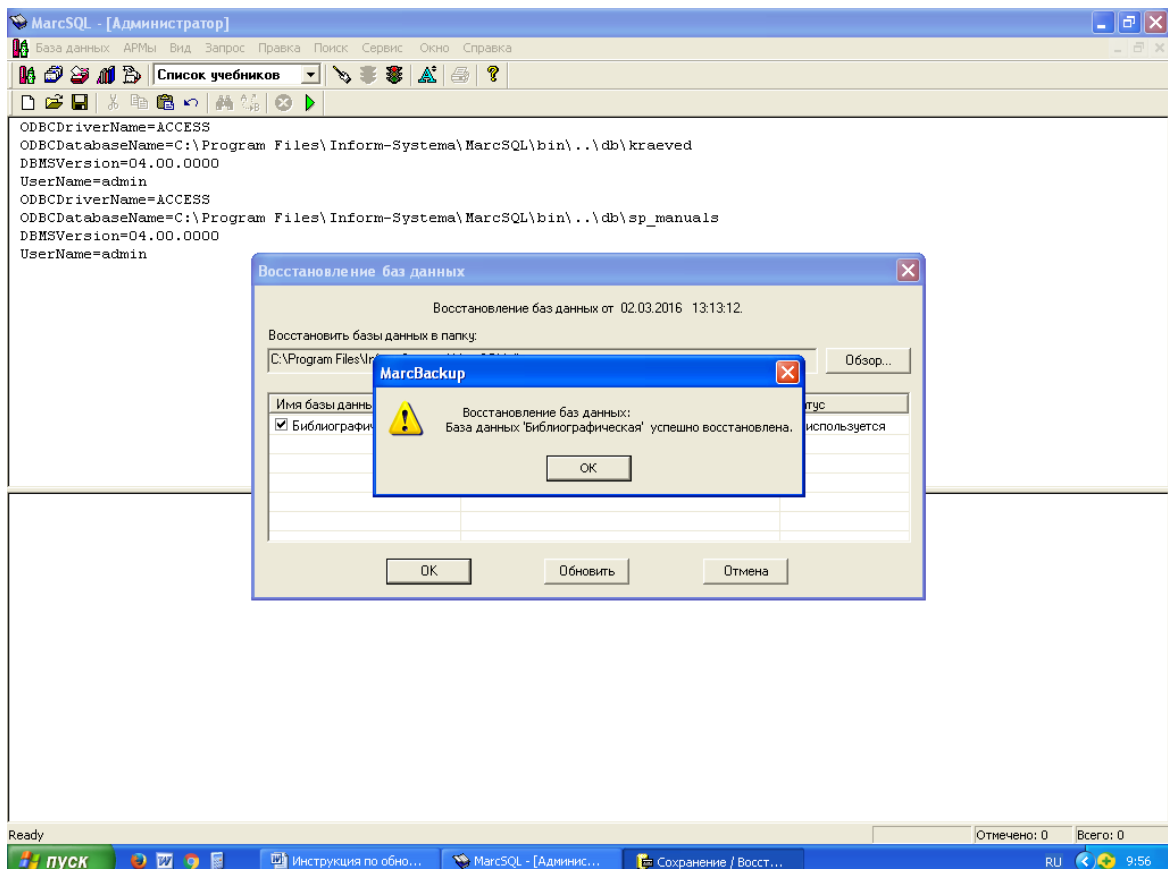 MarcSQL - [Администратор]
База данных АРМы Вид Запрос Правка Поиск Сервис Окно Справка
Список учебников
ODBCDriverName=ACCESS
ODBCDatabaseName=C:\Program Files\Inform-Systema\MarcSQL\bin\..\db\kraeved
DBMSVersion=04.00.0000
UserName=admin
ODBCDriverName=ACCESS
ODBCDatabaseName=C:\Program Files\Inform-Systema\MarcSQL\bin\..\db\sp_manuals
DBMSVersion=04.00.0000
UserName=admin
Восстановление баз данных
Восстановление баз данных от 02.03.2016 13:13:12.
Восстановить базы данных в папку:
C:\Program Files\In
Обзор...
MarcBackup
Восстановление баз данных:
База данных 'Библиографическая' успешно восстановлена.
OK
Имя базы даннь
тус
Библиографич
используется
OK Обновить Отмена
Ready Отмечено: 0 Всего: 0
пуск Инструкция по обно... MarcSQL - [Админис... Сохранение / Восст... RU 9:56